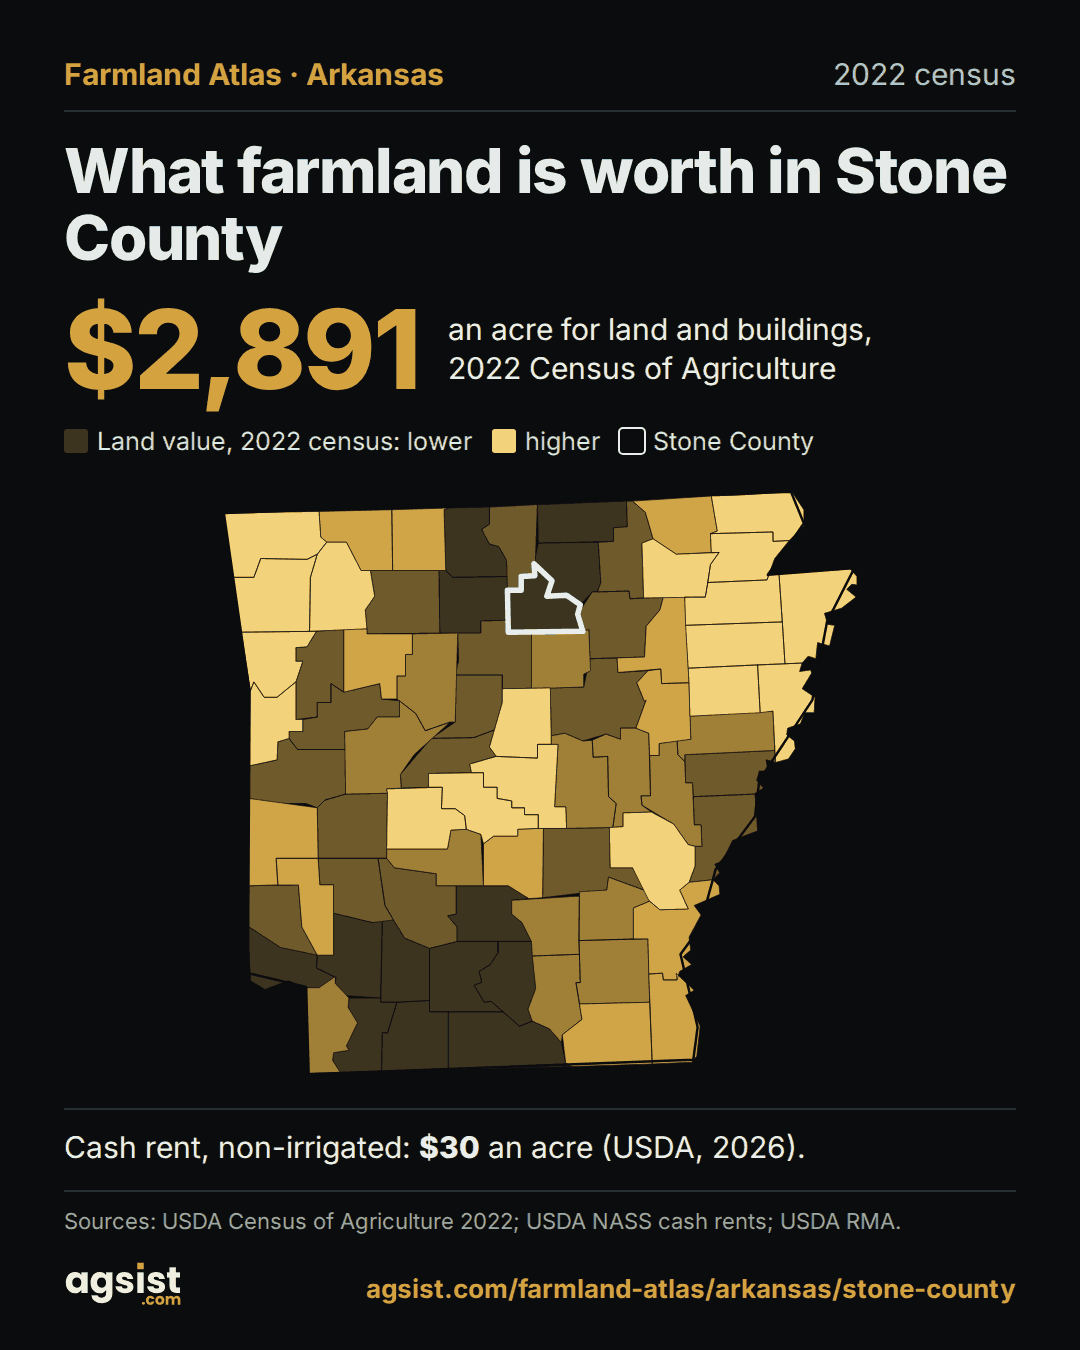 Farmland Atlas · Arkansas
2022 census
What farmland is worth in Stone
County
$2,891
an acre for land and buildings,
2022 Census of Agriculture
Land value, 2022 census: lower
higher
Stone County
Cash rent, non-irrigated: $30 an acre (USDA, 2026).
Sources: USDA Census of Agriculture 2022; USDA NASS cash rents; USDA RMA.
agsist
.com
agsist.com/farmland-atlas/arkansas/stone-county